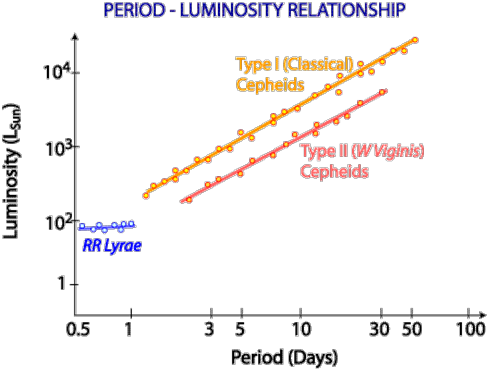 PERIOD - LUMINOSITY RELATIONSHIP
Luminosity (LSun)
10⁴
10³
10²
1
Type I (Classical)
Cepheids
Type II (W Viginis)
Cepheids
RR Lyrae
0.5 1 3 5 10 30 50 100
Period (Days)